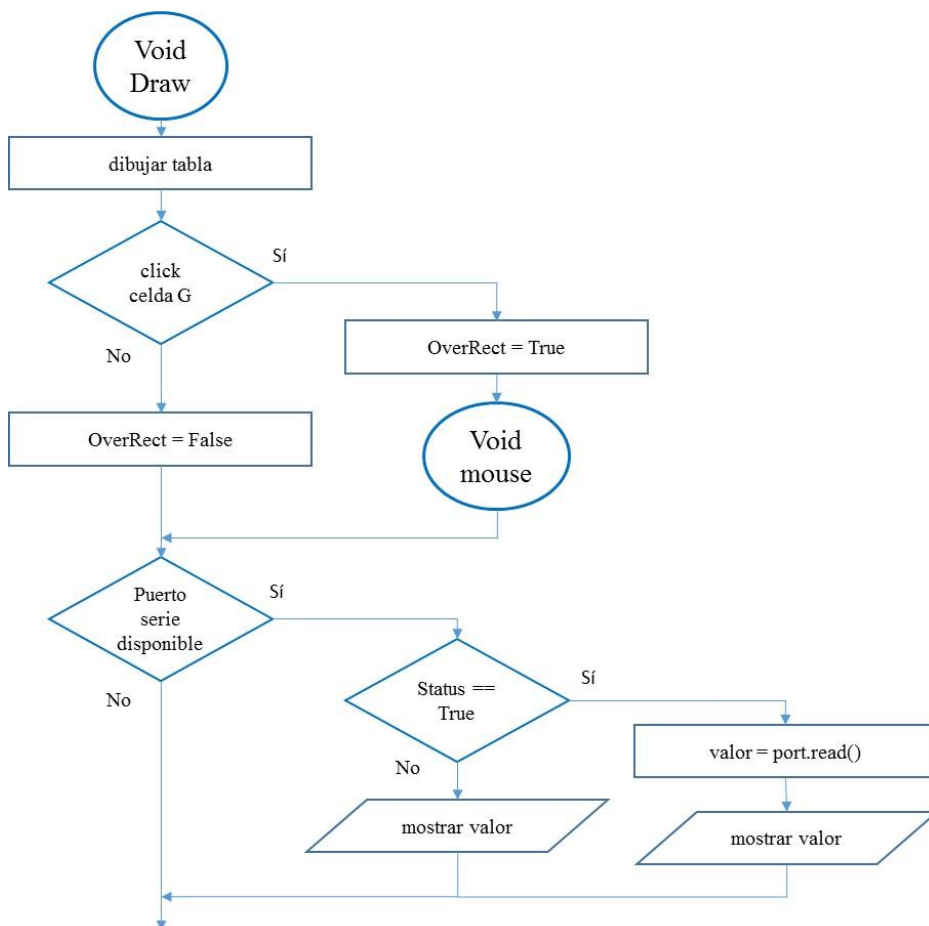 Void
Draw
dibujar tabla
click
celda G
Sí
No
OverRect = True
OverRect = False
Void
mouse
Puerto
serie
disponible
Sí
No
Status ==
True
Sí
No
valor = port.read()
mostrar valor
mostrar valor